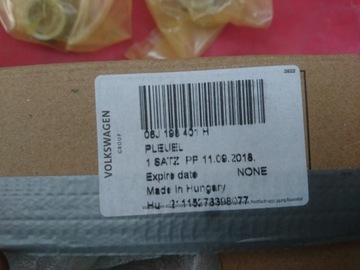 VOLKSWAGEN
GROUP
06J 198 401 H
PLEUEL
1 SATZ PP 11.09.2018.
Expire date NONE
Made in Hungary